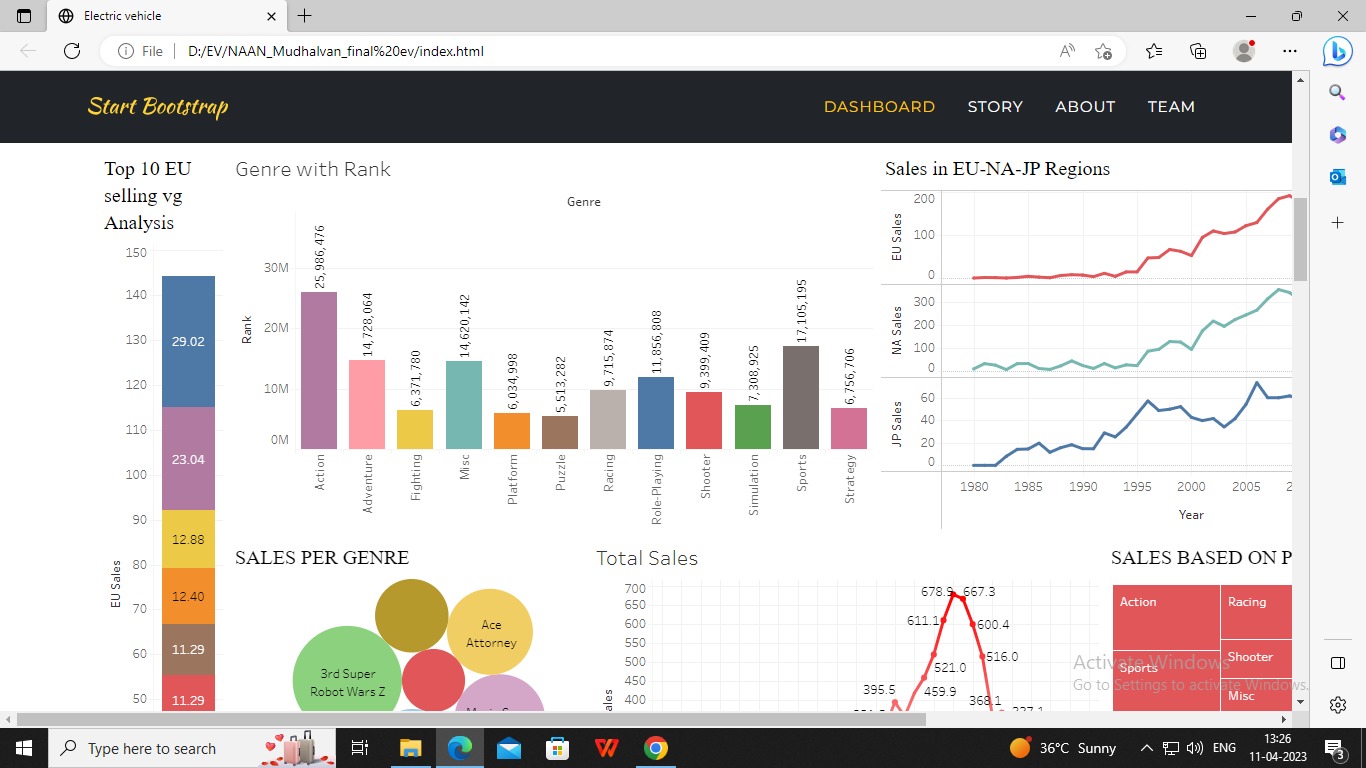 Electric vehicle
File
D:/EV/NAAN_Mudhalvan_final%20ev/index.html
Start Bootstrap
DASHBOARD STORY ABOUT TEAM
Top 10 EU
selling vg
Analysis
EU Sales
150
140
130
120
110
100
90
80
70
60
50
29.02
23.04
12.88
12.40
11.29
11.29
Genre with Rank
Genre
Rank
30M
20M
10M
0M
25,986,476
14,728,064
6,371,780
14,620,142
6,034,998
5,513,282
9,715,874
11,856,808
9,399,409
7,308,925
17,105,195
6,756,706
Action
Adventure
Fighting
Misc
Platform
Puzzle
Racing
Role-Playing
Shooter
Simulation
Sports
Strategy
Sales in EU-NA-JP Regions
EU Sales
200
100
0
NA Sales
300
200
100
0
JP Sales
60
40
20
0
1980 1985 1990 1995 2000 2005 2
Year
SALES PER GENRE
Ace
Attorney
3rd Super
Robot Wars Z
Total Sales
700
650
600
550
500
450
400
678.9 667.3
611.1 600.4
521.0 516.0
459.9
395.5 368.1
SALES BASED ON P
Action
Racing
Sports
Shooter
Misc
Activate Windows
Go to Settings to activate Windows.
Type here to search
36°C Sunny
ENG
13:26
11-04-2023
3